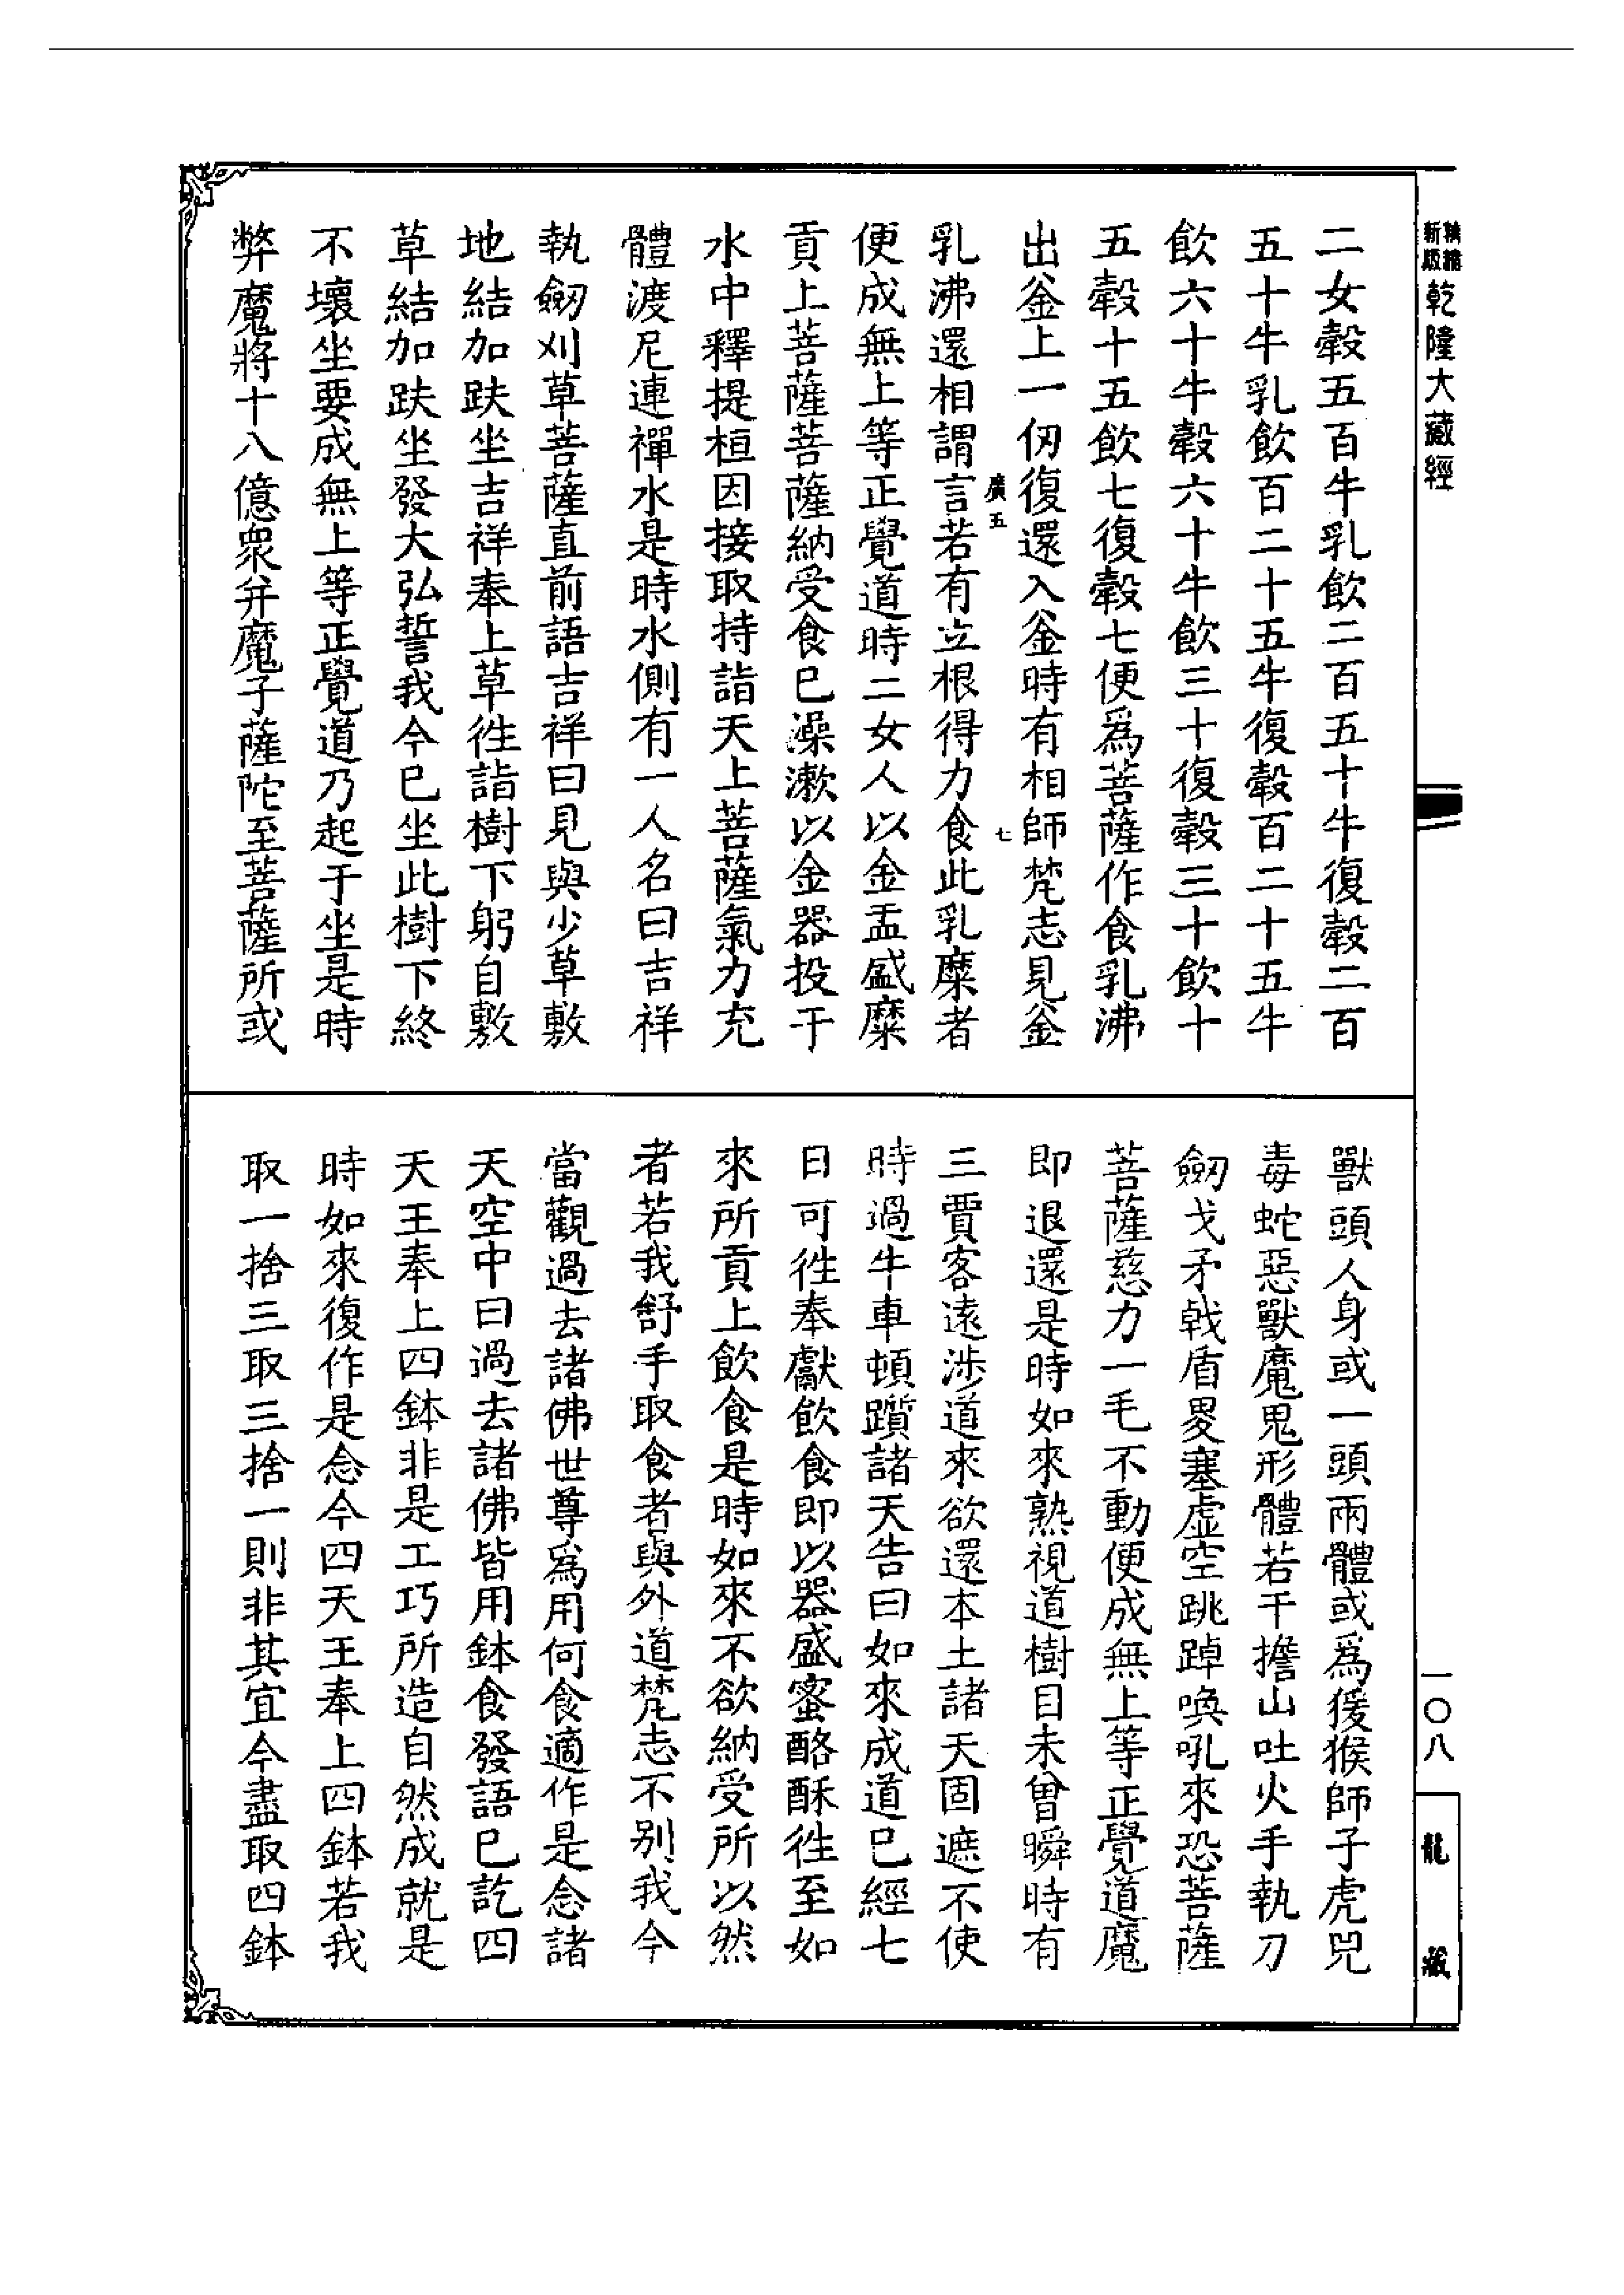 精縮新版乾隆大藏經
一〇八
龍藏
二女㲉五百牛乳飲二百五十牛復㲉二百
五十牛乳飲百二十五牛復㲉百二十五牛
飲六十牛㲉六十牛飲三十復㲉三十飲十
五㲉十五飲七復㲉七便為菩薩作食乳沸
出釜上一仞復還入釜時有相師梵志見釜
廣五
七
乳沸還相謂言若有立根得力食此乳糜者
便成無上等正覺道時二女人以金盂盛糜
貢上菩薩菩薩納受食已澡漱以金器投于
水中釋提桓因接取持詣天上菩薩氣力充
體渡尼連禪水是時水側有一人名曰吉祥
執劒刈草菩薩直前語吉祥曰見與少草敷
地結加趺坐吉祥奉上草徃詣樹下躬自敷
草結加趺坐發大弘誓我今已坐此樹下終
不壞坐要成無上等正覺道乃起于坐是時
弊魔將十八億衆并魔子薩陀至菩薩所或
獸頭人身或一頭兩體或為猨猴師子虎兕
毒蛇惡獸魔鬼形體若干擔山吐火手執刀
劒戈矛戟盾畟塞虛空跳踔喚吼來恐菩薩
菩薩慈力一毛不動便成無上等正覺道魔
即退還是時如來熟視道樹目未曾瞬時有
三賈客遠涉道來欲還本土諸天固遮不使
時過牛車頓躓諸天告曰如來成道已經七
日可徃奉獻飲食即以器盛蜜酪酥徃至如
來所貢上飲食是時如來不欲納受所以然
者若我舒手取食者與外道梵志不別我今
當觀過去諸佛世尊為用何食適作是念諸
天空中曰過去諸佛皆用鉢食發語已訖四
天王奉上四鉢非是工巧所造自然成就是
時如來復作是念今四天王奉上四鉢若我
取一捨三取三捨一則非其宜今盡取四鉢